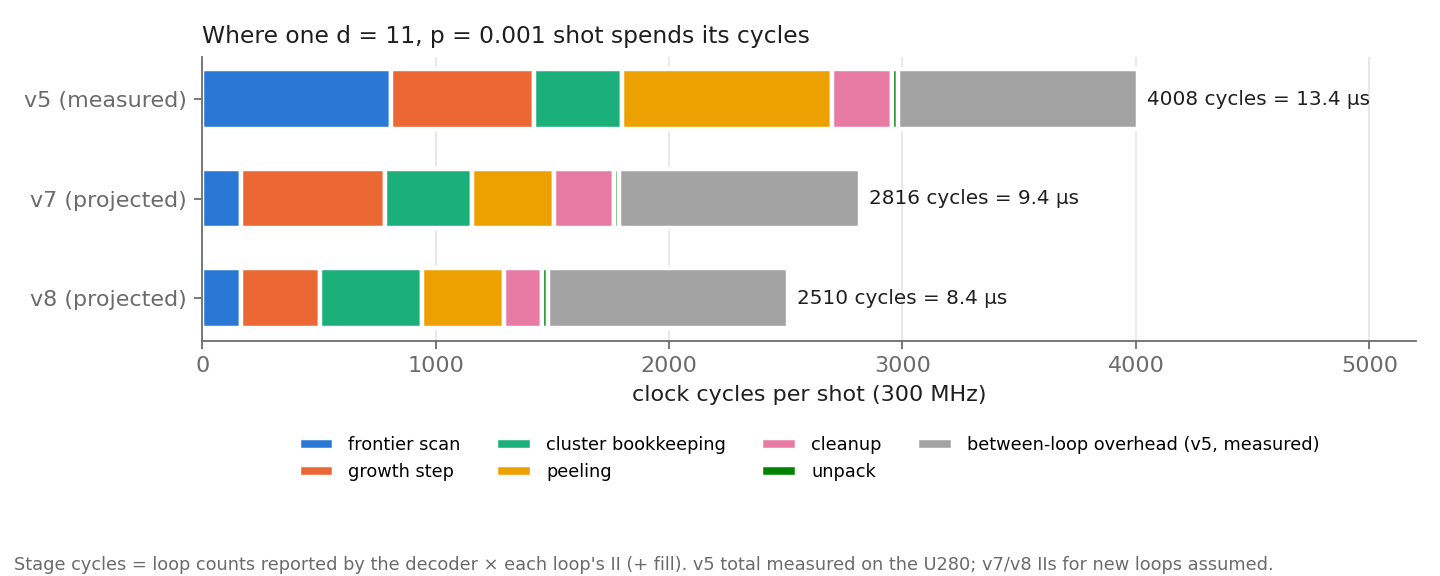 Where one d = 11, p = 0.001 shot spends its cycles
v5 (measured)
4008 cycles = 13.4 µs
v7 (projected)
2816 cycles = 9.4 µs
v8 (projected)
2510 cycles = 8.4 µs
0 1000 2000 3000 4000 5000
clock cycles per shot (300 MHz)
frontier scan cluster bookkeeping cleanup between-loop overhead (v5, measured)
growth step peeling unpack
Stage cycles = loop counts reported by the decoder × each loop's II (+ fill). v5 total measured on the U280; v7/v8 IIs for new loops assumed.